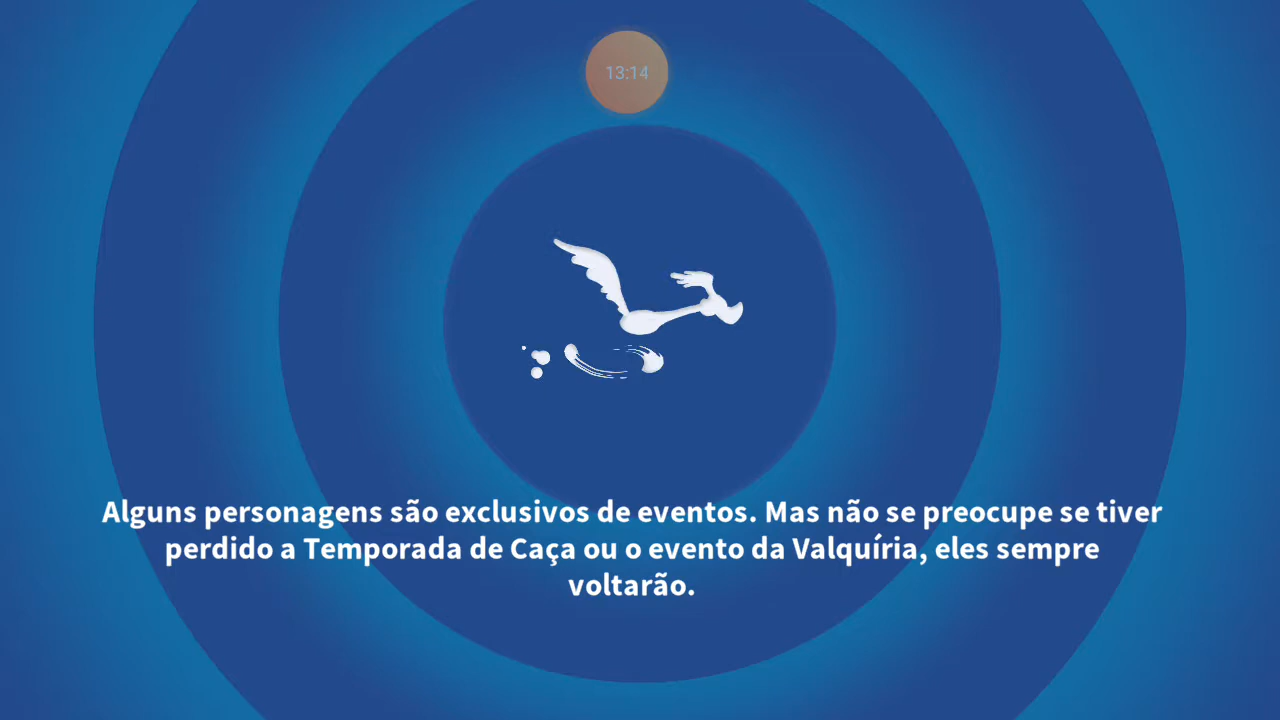 13:14
Alguns personagens são exclusivos de eventos. Mas não se preocupe se tiver
perdido a Temporada de Caça ou o evento da Valquíria, eles sempre
voltarão.